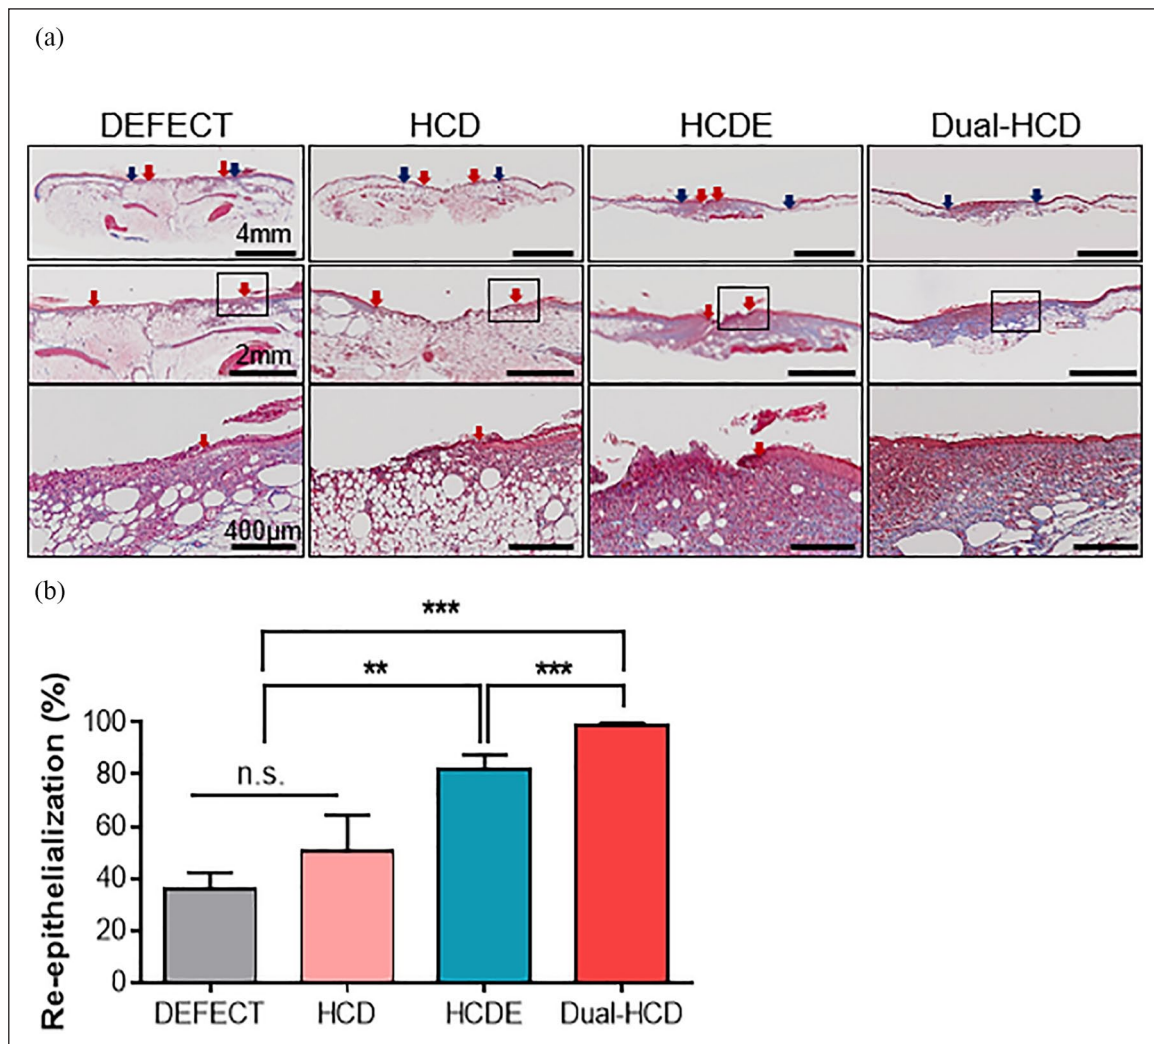 (a)
DEFECT HCD HCDE Dual-HCD
4mm
2mm
400μm
(b)
***
** ***
n.s.
Re-epithelialization (%)
100
80
60
40
20
0
DEFECT HCD HCDE Dual-HCD